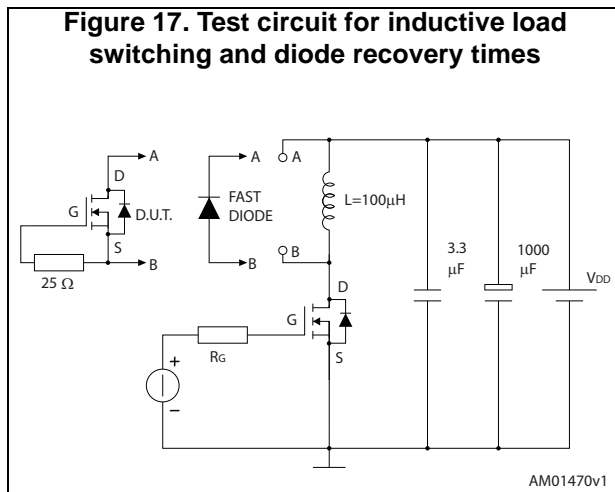 Figure 17. Test circuit for inductive load
switching and diode recovery times
A
D
G
D.U.T.
S
B
25 Ω
A
FAST
DIODE
B
A
L=100μH
B
D
G
S
RG
+
−
3.3
μF
1000
μF
VDD
AM01470v1